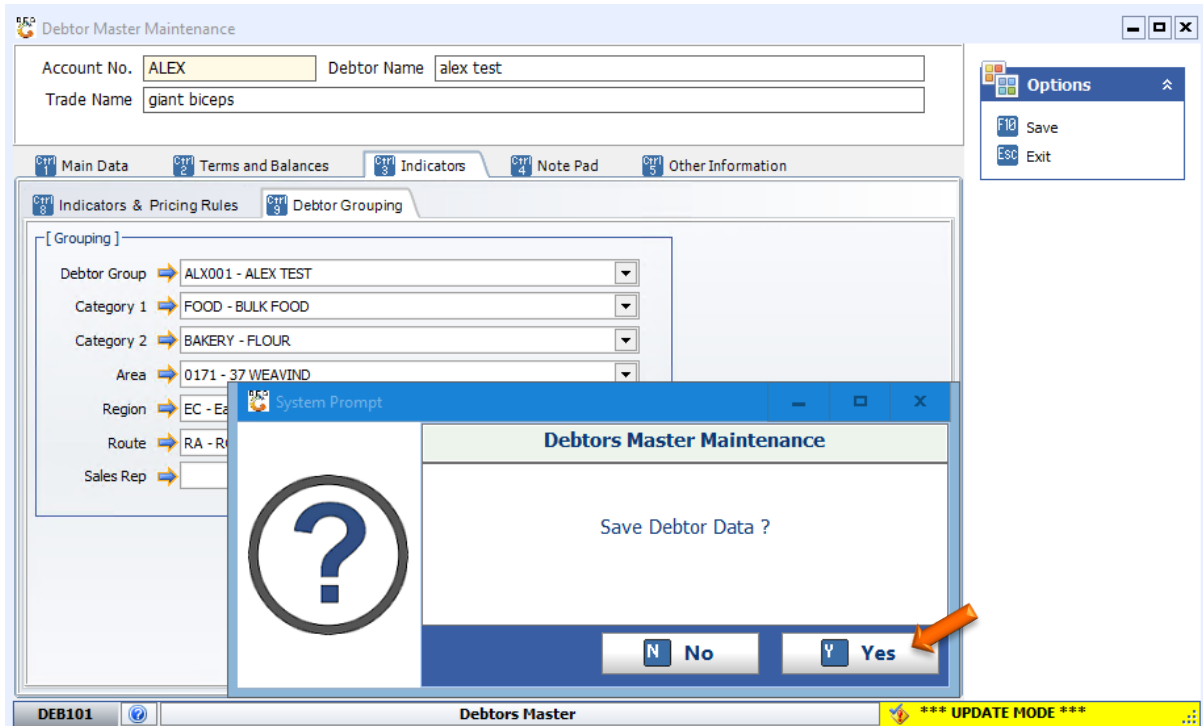 Debtor Master Maintenance
Account No. ALEX Debtor Name alex test
Trade Name giant biceps
Options
F10 Save
Esc Exit
Ctrl 1 Main Data Ctrl 2 Terms and Balances Ctrl 3 Indicators Ctrl 4 Note Pad Ctrl 5 Other Information
Ctrl 8 Indicators & Pricing Rules Ctrl 9 Debtor Grouping
[ Grouping ]
Debtor Group ALX001 - ALEX TEST
Category 1 FOOD - BULK FOOD
Category 2 BAKERY - FLOUR
Area 0171 - 37 WEAVIND
Region EC - Ea
Route RA - R
Sales Rep
System Prompt
Debtors Master Maintenance
Save Debtor Data ?
N No Y Yes
DEB101 ? Debtors Master *** UPDATE MODE ***